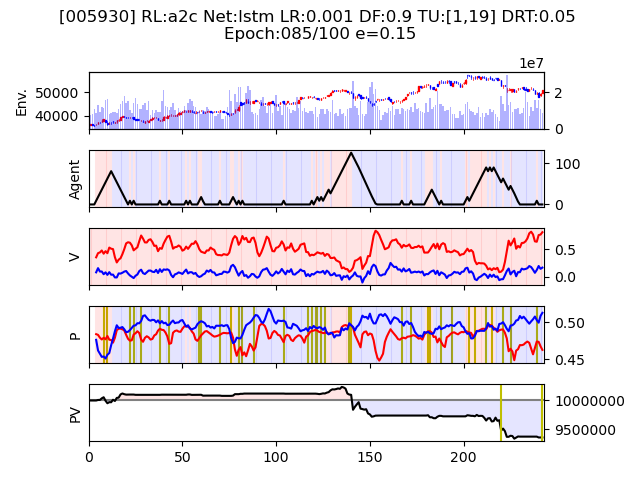 [005930] RL:a2c Net:lstm LR:0.001 DF:0.9 TU:[1,19] DRT:0.05
Epoch:085/100 e=0.15
1e7
Env.
50000
40000
2
0
Agent
100
0
V
0.5
0.0
P
0.50
0.45
PV
10000000
9500000
0 50 100 150 200